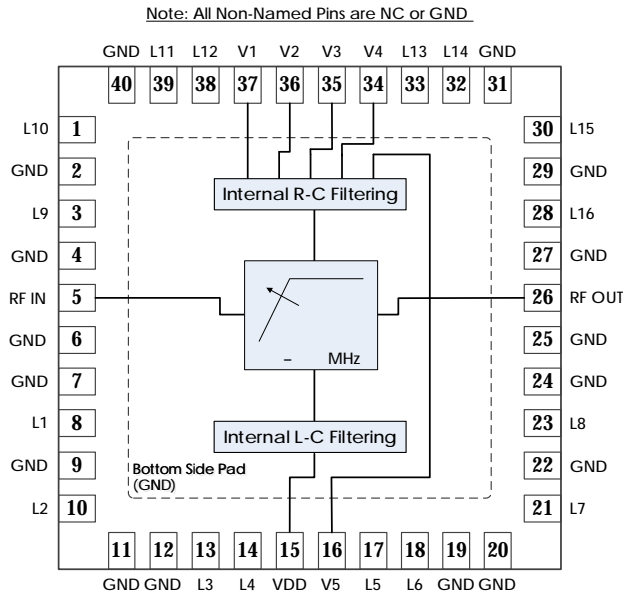 Note: All Non-Named Pins are NC or GND
GND L11 L12 V1 V2 V3 V4 L13 L14 GND
40 39 38 37 36 35 34 33 32 31
L10 1 30 L15
GND 2 29 GND
Internal R-C Filtering
L9 3 28 L16
GND 4 27 GND
RF IN 5 26 RF OUT
GND 6 25 GND
– MHz
GND 7 24 GND
L1 8 23 L8
Internal L-C Filtering
GND 9 22 GND
Bottom Side Pad
(GND)
L2 10 21 L7
11 12 13 14 15 16 17 18 19 20
GND GND L3 L4 VDD V5 L5 L6 GND GND